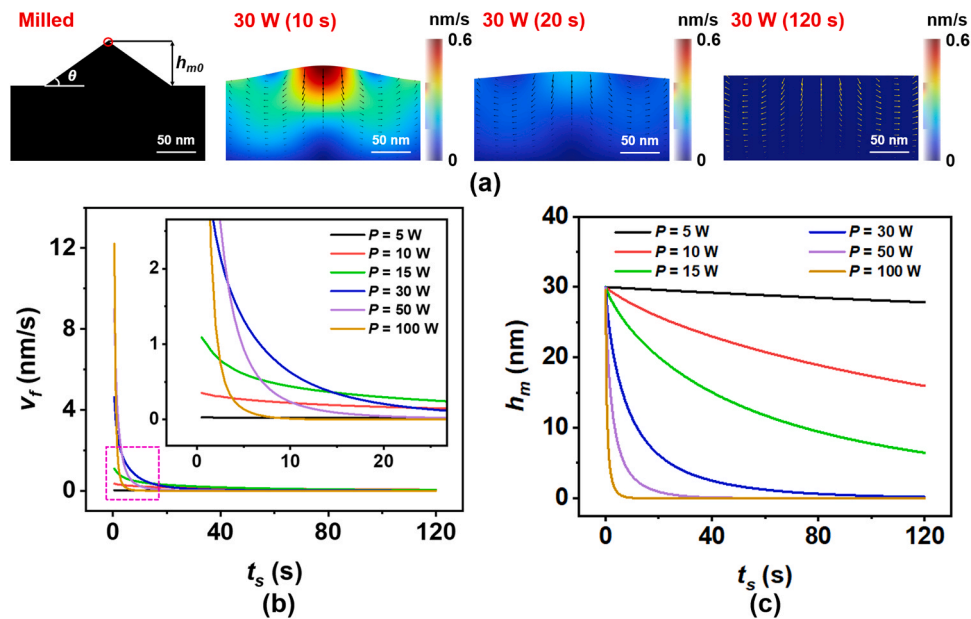 Milled
30 W (10 s)
nm/s
30 W (20 s)
nm/s
30 W (120 s)
nm/s
0.6
0.6
0.6
θ
h_m0
50 nm
50 nm
50 nm
50 nm
0
0
0
(a)
v_f (nm/s)
12
8
4
0
0
40
80
120
t_s (s)
2
1
0
0
10
20
P = 5 W
P = 10 W
P = 15 W
P = 30 W
P = 50 W
P = 100 W
(b)
h_m (nm)
40
30
20
10
0
0
40
80
120
t_s (s)
P = 5 W
P = 10 W
P = 15 W
P = 30 W
P = 50 W
P = 100 W
(c)